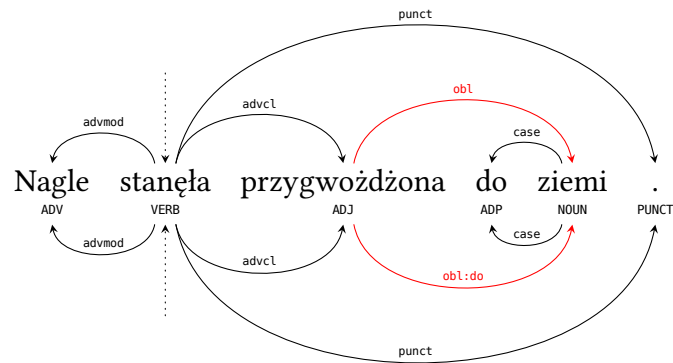 punct
obl
advcl
advmod
case
Nagle stanęła przygwożdżona do ziemi .
ADV VERB ADJ ADP NOUN PUNCT
advmod
case
advcl
obl:do
punct